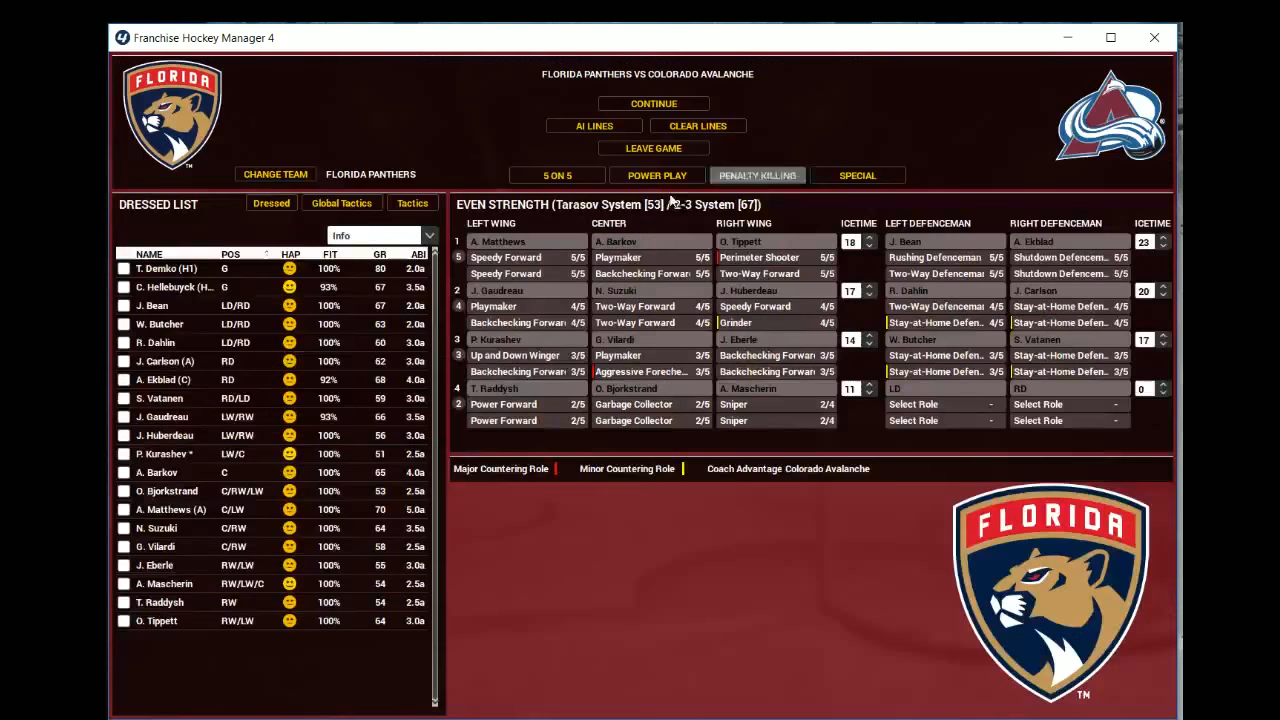 Franchise Hockey Manager 4
FLORIDA
FLORIDA PANTHERS VS COLORADO AVALANCHE
CONTINUE
AI LINES CLEAR LINES
LEAVE GAME
CHANGE TEAM FLORIDA PANTHERS
5 ON 5 POWER PLAY PENALTY KILLING SPECIAL
DRESSED LIST Dressed Global Tactics Tactics
Info
NAME POS HAP FIT GR ABI
T. Demko (H1) G 100% 80 2.0a
C. Hellebuyck (H... G 93% 67 3.5a
J. Bean LD/RD 100% 67 2.0a
W. Butcher LD/RD 100% 63 2.0a
R. Dahlin LD/RD 100% 60 3.0a
J. Carlson (A) RD 100% 62 3.0a
A. Ekblad (C) RD 92% 68 4.0a
S. Vatanen RD/LD 100% 59 3.0a
J. Gaudreau LW/RW 93% 66 3.5a
J. Huberdeau LW/RW 100% 56 3.0a
P. Kurashev * LW/C 100% 51 2.5a
A. Barkov C 100% 65 4.0a
O. Bjorkstrand C/RW/LW 100% 53 2.5a
A. Matthews (A) C/LW 100% 70 5.0a
N. Suzuki C/RW 100% 64 3.5a
G. Vilardi C/RW 100% 58 2.5a
J. Eberle RW/LW 100% 55 3.0a
A. Mascherin RW/LW/C 100% 54 2.5a
T. Raddysh RW 100% 54 2.5a
O. Tippett RW/LW 100% 64 3.0a
EVEN STRENGTH (Tarasov System [53] / 2-3 System [67])
LEFT WING CENTER RIGHT WING ICETIME LEFT DEFENCEMAN RIGHT DEFENCEMAN ICETIME
1 A. Matthews A. Barkov O. Tippett 18 J. Bean A. Ekblad 23
5 Speedy Forward 5/5 Playmaker 5/5 Perimeter Shooter 5/5 Rushing Defenceman 5/5 Shutdown Defencem.. 5/5
Speedy Forward 5/5 Backchecking Forward 5/5 Two-Way Forward 5/5 Two-Way Defenceman 5/5 Shutdown Defencem.. 5/5
2 J. Gaudreau N. Suzuki J. Huberdeau 17 R. Dahlin J. Carlson 20
4 Playmaker 4/5 Two-Way Forward 4/5 Speedy Forward 4/5 Two-Way Defenceman 4/5 Stay-at-Home Defen.. 4/5
Backchecking Forward 4/5 Two-Way Forward 4/5 Grinder 4/5 Stay-at-Home Defen.. 4/5 Stay-at-Home Defen.. 4/5
3 P. Kurashev G. Vilardi J. Eberle 14 W. Butcher S. Vatanen 17
3 Up and Down Winger 3/5 Playmaker 3/5 Backchecking Forward 3/5 Stay-at-Home Defen.. 3/5 Stay-at-Home Defen.. 3/5
Backchecking Forward 3/5 Aggressive Foreche... 3/5 Backchecking Forward 3/5 Stay-at-Home Defen.. 3/5 Stay-at-Home Defen.. 3/5
4 T. Raddysh O. Bjorkstrand A. Mascherin 11 LD RD 0
2 Power Forward 2/5 Garbage Collector 2/5 Sniper 2/4 Select Role - Select Role -
Power Forward 2/5 Garbage Collector 2/5 Sniper 2/4 Select Role - Select Role -
Major Countering Role Minor Countering Role Coach Advantage Colorado Avalanche
FLORIDA
TM